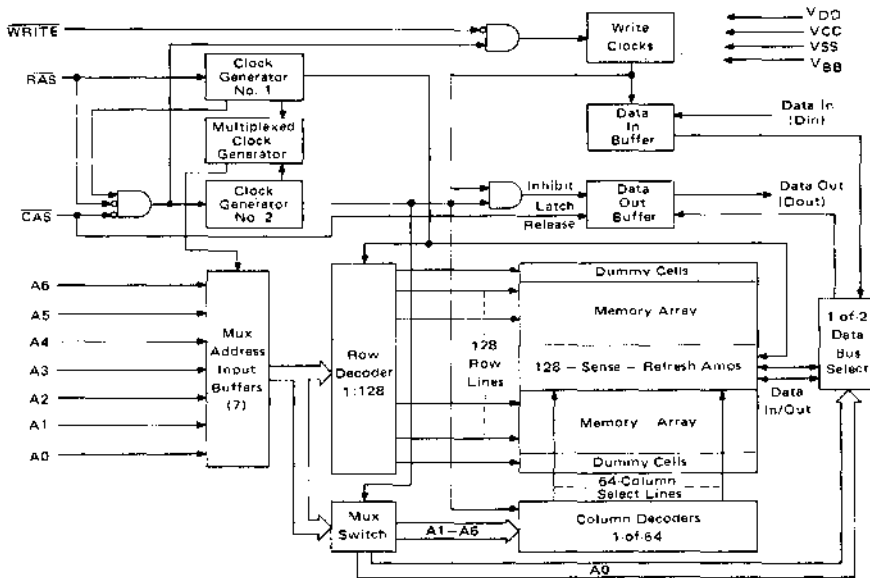 WRITE
RAS
CAS
Clock
Generator
No. 1
Multiplexed
Clock
Generator
Clock
Generator
No. 2
Write
Clocks
VDD
VCC
VSS
VBB
Data
In
Buffer
Data In
(Din)
Inhibit
Latch
Release
Data
Out
Buffer
Data Out
(Dout)
A6
A5
A4
A3
A2
A1
A0
Mux
Address
Input
Buffers
(7)
Row
Decoder
1:128
128
Row
Lines
Dummy Cells
Memory Array
128 – Sense – Refresh Amps
Memory Array
Dummy Cells
64-Column
Select Lines
Column Decoders
1-of-64
Mux
Switch
A1–A6
A0
Data
In/Out
1 of-2
Data
Bus
Select